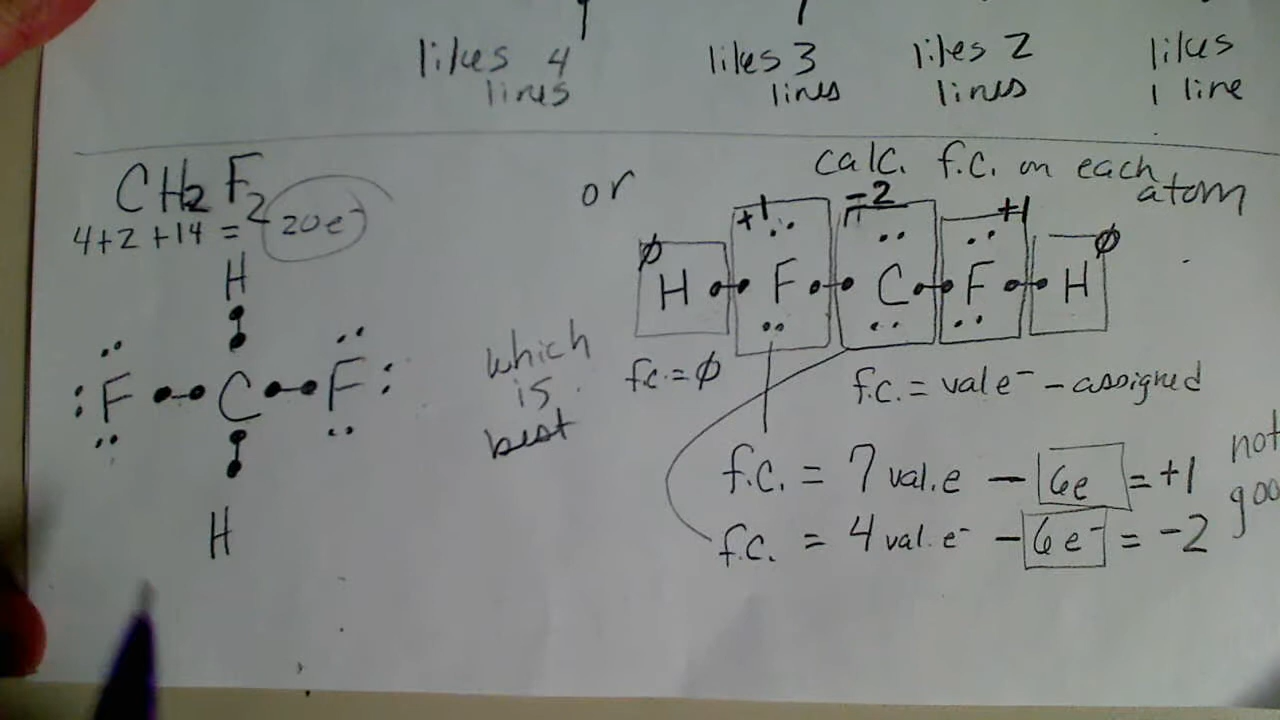 likes 4 lines
likes 3 lines
likes 2 lines
likes 1 line
CH2F2
4+2+14 = 20e⁻
H
:F C F:
H
which is best
or
calc. f.c. on each atom
∅ +1 -2 +1 ∅
H F C F H
f.c. = ∅
f.c. = val e⁻ - assigned
f.c. = 7 val. e - 6e = +1
f.c. = 4 val. e⁻ - 6e⁻ = -2
not